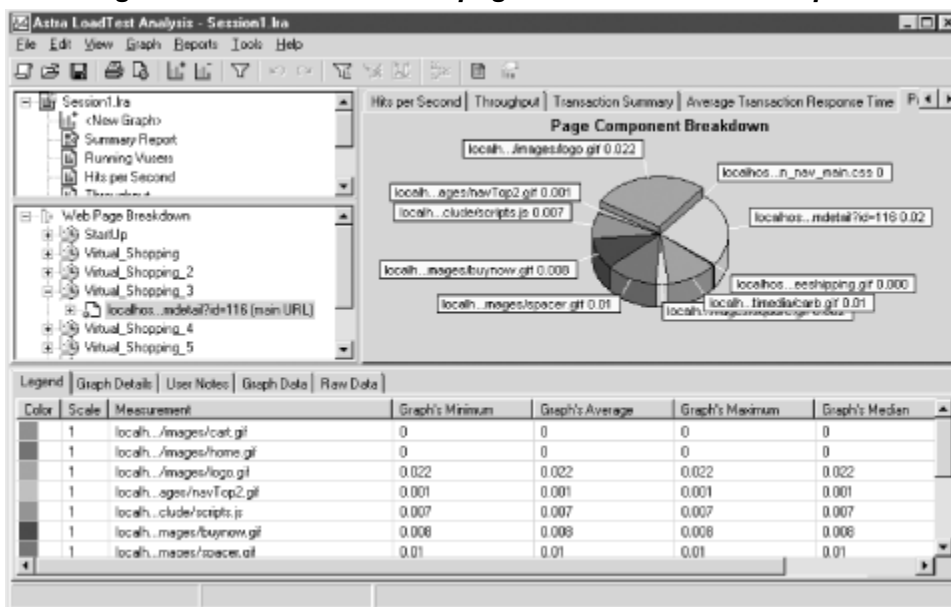 Astra LoadTest Analysis - Session1.lra
File Edit View Graph Reports Tools Help
Session1.lra
<New Graph>
Summary Report
Running Vusers
Hits per Second
Web Page Breakdown
StartUp
Virtual_Shopping
Virtual_Shopping_2
Virtual_Shopping_3
localhos...mdetail?id=116 (main URL)
Virtual_Shopping_4
Virtual_Shopping_5
Hits per Second Throughput Transaction Summary Average Transaction Response Time
Page Component Breakdown
localh.../images/logo.gif 0.022
localhos...n_nav_main.css 0
localh...ages/navTop2.gif 0.001
localh...clude/scripts.js 0.007
localhos...mdetail?id=116 0.02
localh...mages/buynow.gif 0.008
localhos...eeshipping.gif 0.000
localh...mages/spacer.gif 0.01
localh...timedia/carb.gif 0.01
Legend Graph Details User Notes Graph Data Raw Data
Color Scale Measurement Graph's Minimum Graph's Average Graph's Maximum Graph's Median
1 localh.../images/cart.gif 0 0 0 0
1 localh.../images/home.gif 0 0 0 0
1 localh.../images/logo.gif 0.022 0.022 0.022 0.022
1 localh...ages/navTop2.gif 0.001 0.001 0.001 0.001
1 localh...clude/scripts.js 0.007 0.007 0.007 0.007
1 localh...mages/buynow.gif 0.008 0.008 0.008 0.008
1 localh...mages/spacer.gif 0.01 0.01 0.01 0.01